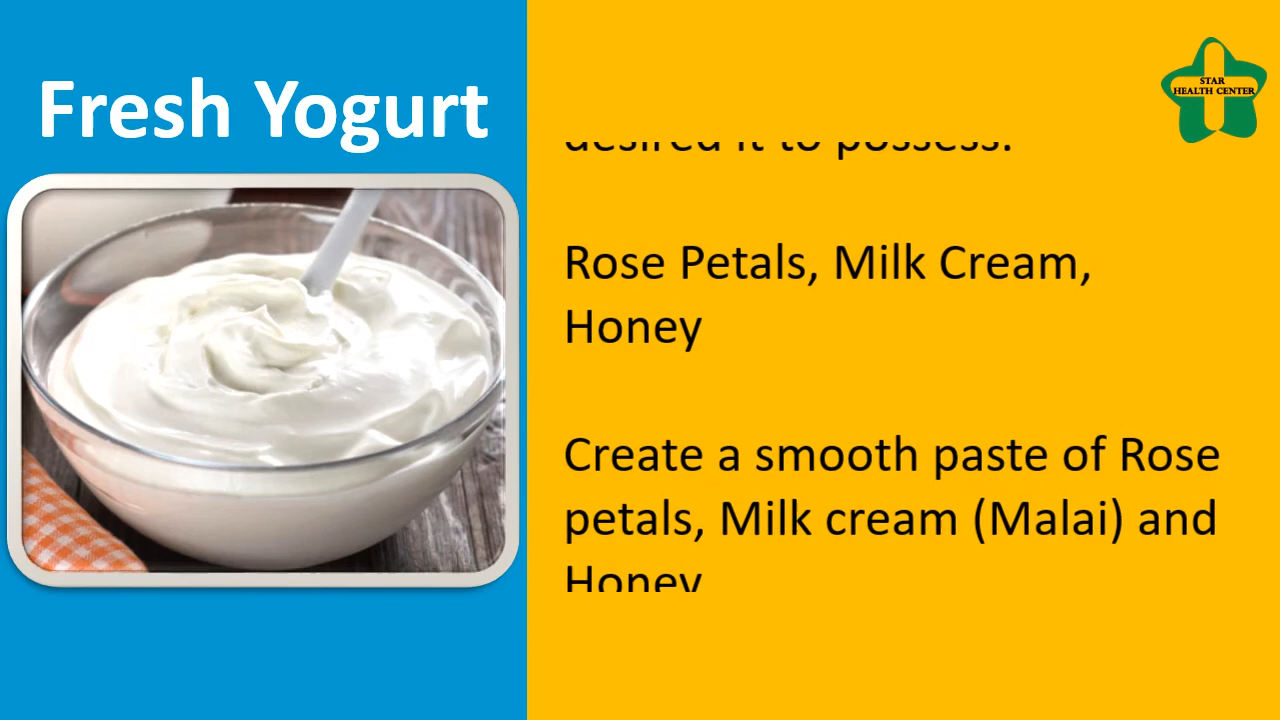 Fresh Yogurt
STAR
HEALTH CENTER
desired it to possess.
Rose Petals, Milk Cream,
Honey
Create a smooth paste of Rose
petals, Milk cream (Malai) and
Honey